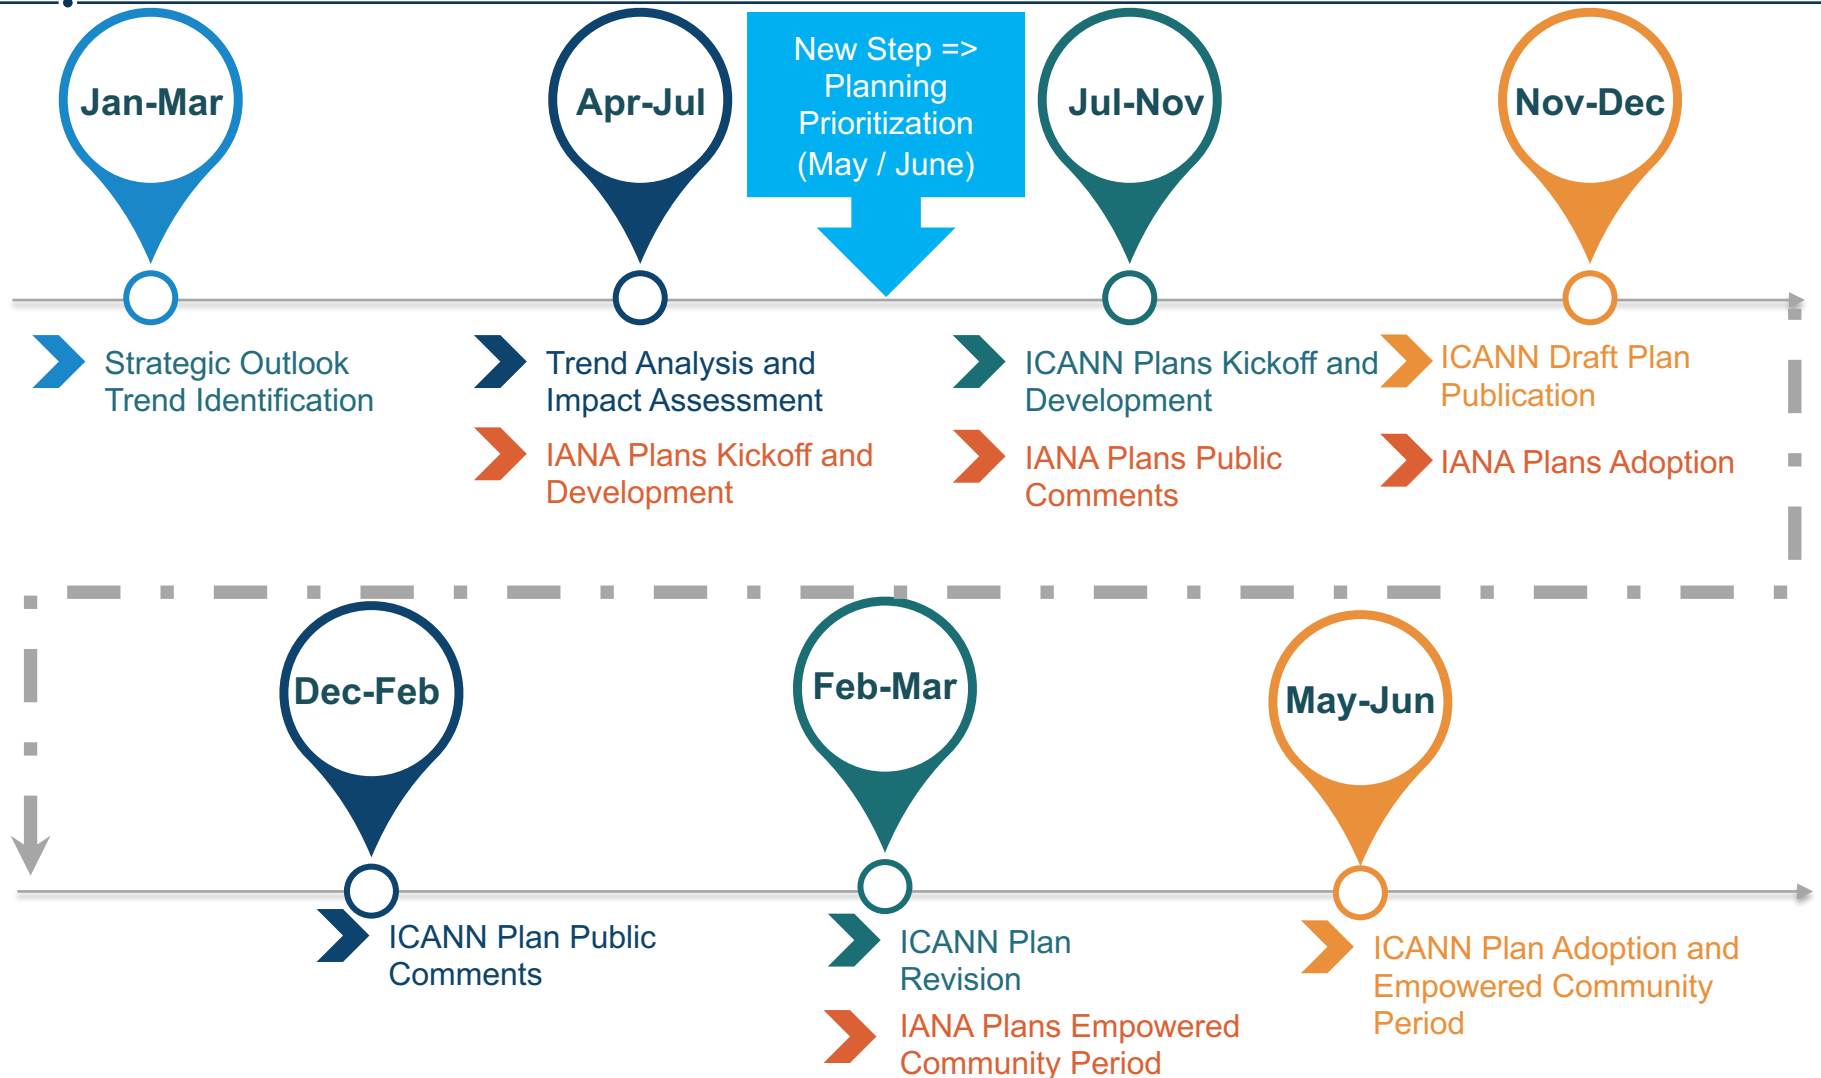 Jan-Mar
Apr-Jul
New Step =>
Planning
Prioritization
(May / June)
Jul-Nov
Nov-Dec
Strategic Outlook
Trend Identification
Trend Analysis and
Impact Assessment
IANA Plans Kickoff and
Development
ICANN Plans Kickoff and
Development
IANA Plans Public
Comments
ICANN Draft Plan
Publication
IANA Plans Adoption
Dec-Feb
Feb-Mar
May-Jun
ICANN Plan Public
Comments
ICANN Plan
Revision
IANA Plans Empowered
Community Period
ICANN Plan Adoption and
Empowered Community
Period